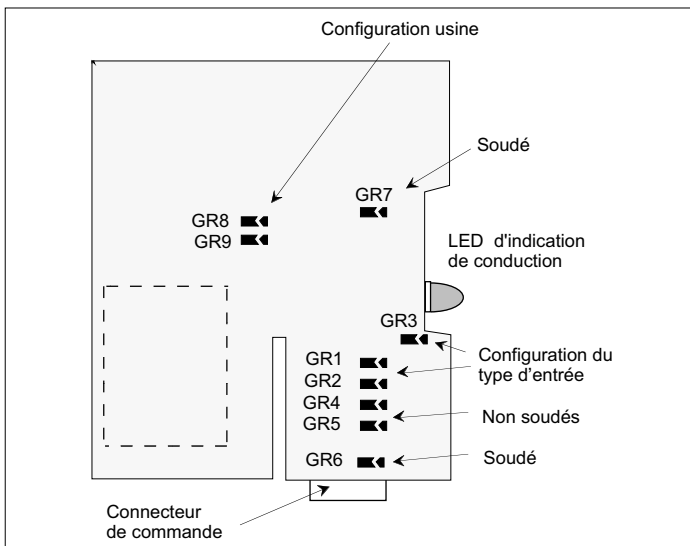 Configuration usine
Soudé
GR7
GR8
GR9
LED d'indication
de conduction
GR3
GR1
Configuration du
type d’entrée
GR2
GR4
GR5
Non soudés
GR6
Soudé
Connecteur
de commande